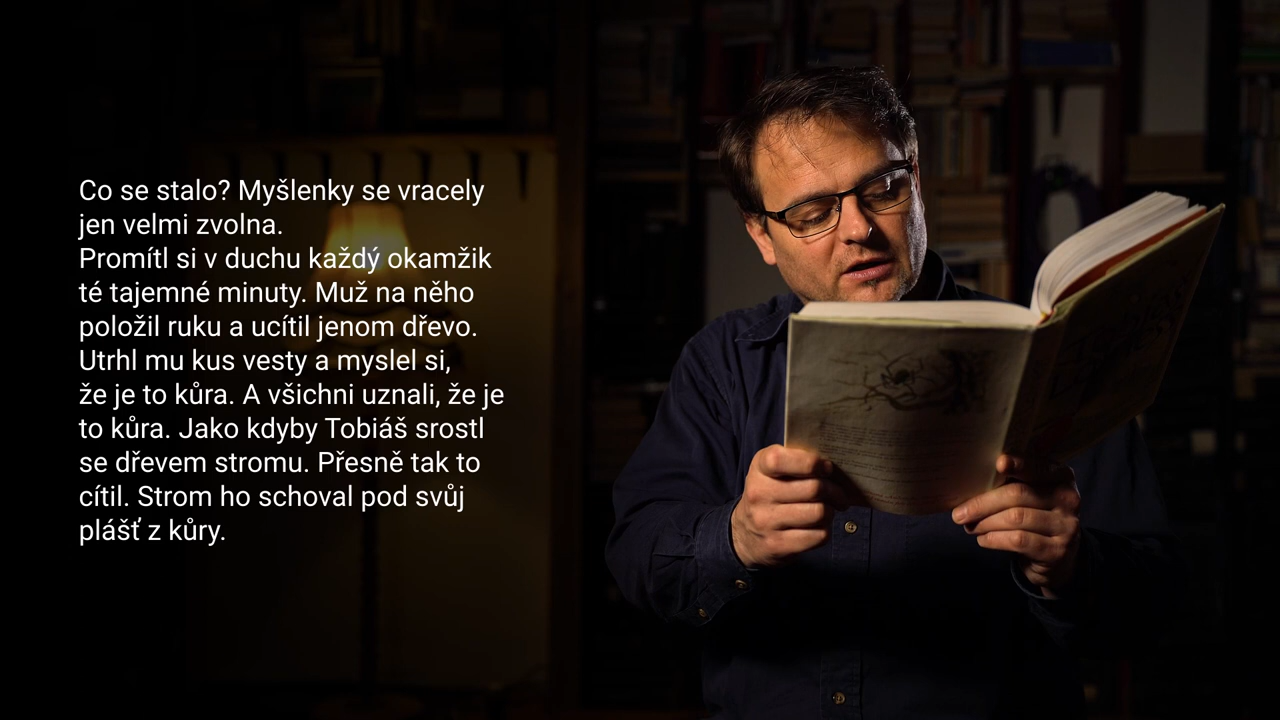 Co se stalo? Myšlenky se vracely
jen velmi zvolna.
Promítl si v duchu každý okamžik
té tajemné minuty. Muž na něho
položil ruku a ucítil jenom dřevo.
Utrhl mu kus vesty a myslel si,
že je to kůra. A všichni uznali, že je
to kůra. Jako kdyby Tobiáš srostl
se dřevem stromu. Přesně tak to
cítil. Strom ho schoval pod svůj
plášť z kůry.